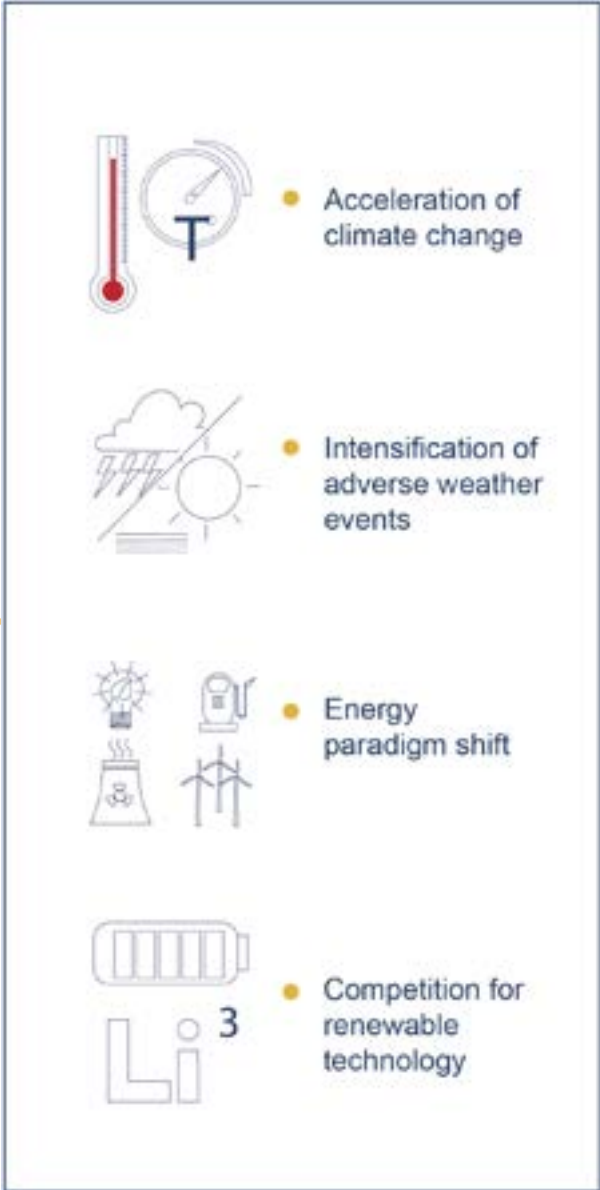 T
Acceleration of
climate change
Intensification of
adverse weather
events
Energy
paradigm shift
Li 3
Competition for
renewable
technology